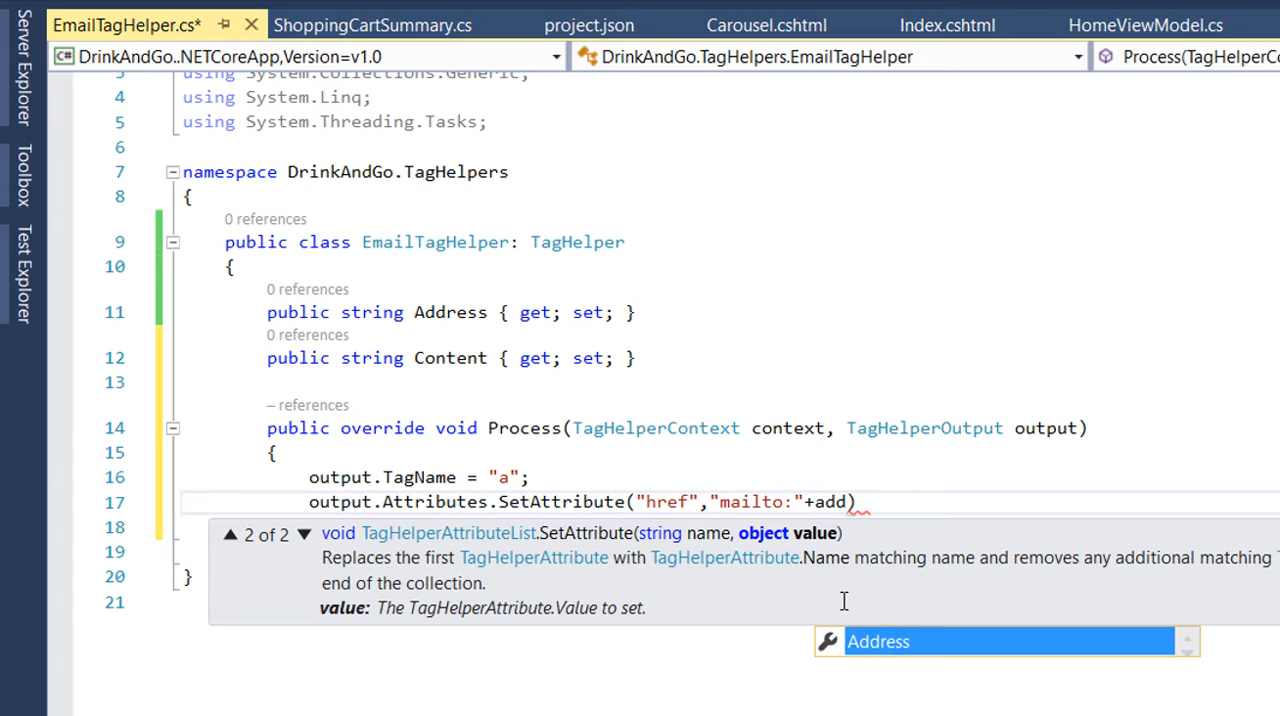 EmailTagHelper.cs* ShoppingCartSummary.cs project.json Carousel.cshtml Index.cshtml HomeViewModel.cs
C# DrinkAndGo..NETCoreApp,Version=v1.0 DrinkAndGo.TagHelpers.EmailTagHelper Process(TagHelperCo
Server Explorer
Toolbox
Test Explorer
3 using System.Collections.Generic;
4 using System.Linq;
5 using System.Threading.Tasks;
6
7 namespace DrinkAndGo.TagHelpers
8 {
0 references
9 public class EmailTagHelper: TagHelper
10 {
0 references
11 public string Address { get; set; }
0 references
12 public string Content { get; set; }
13
– references
14 public override void Process(TagHelperContext context, TagHelperOutput output)
15 {
16 output.TagName = "a";
17 output.Attributes.SetAttribute("href","mailto:"+add)
18 ▲ 2 of 2 ▼ void TagHelperAttributeList.SetAttribute(string name, object value)
19 Replaces the first TagHelperAttribute with TagHelperAttribute.Name matching name and removes any additional matching
20 } end of the collection.
21 value: The TagHelperAttribute.Value to set.
Address